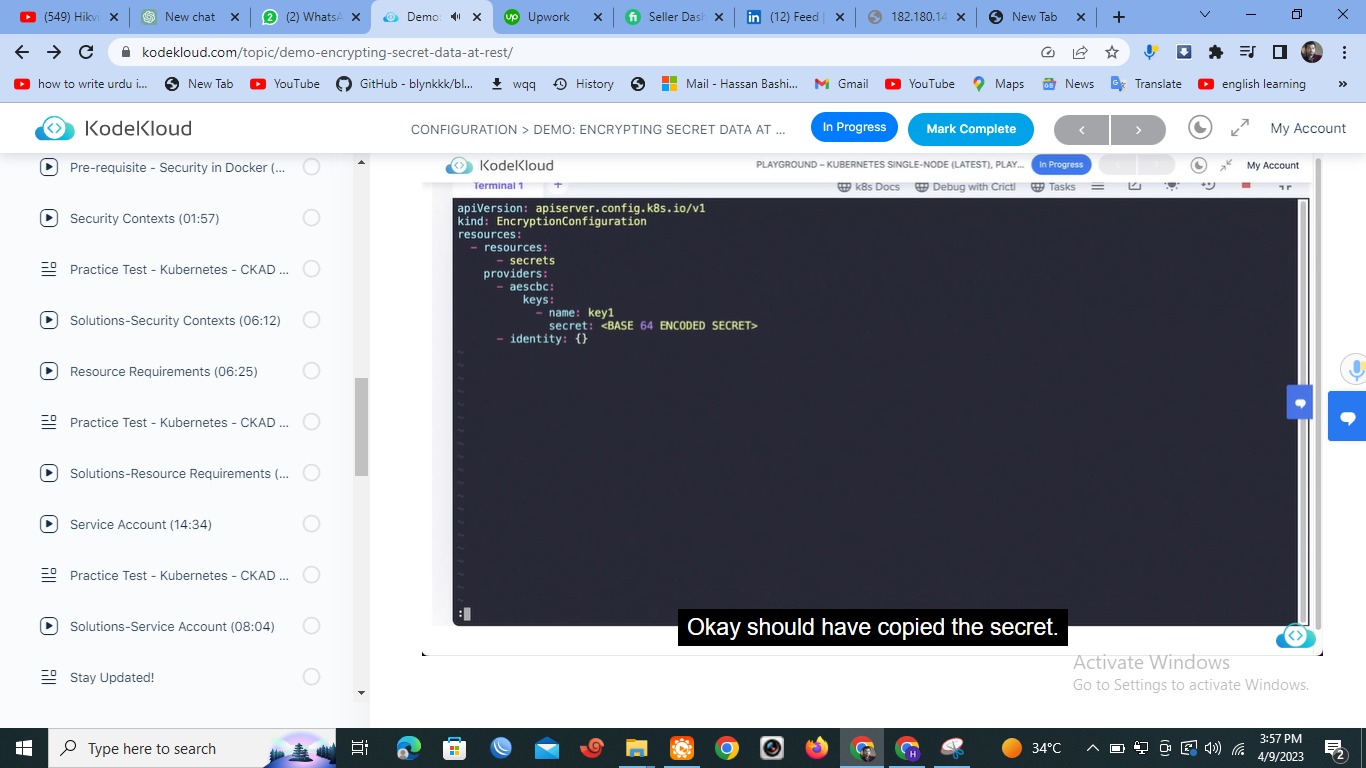 (549) Hikvi
New chat
(2) WhatsA
Demo:
Upwork
Seller Dash
(12) Feed |
182.180.14
New Tab
kodekloud.com/topic/demo-encrypting-secret-data-at-rest/
how to write urdu i...
New Tab
YouTube
GitHub - blynkkk/bl...
wqq
History
Mail - Hassan Bashi...
Gmail
YouTube
Maps
News
Translate
english learning
KodeKloud
CONFIGURATION > DEMO: ENCRYPTING SECRET DATA AT ...
In Progress
Mark Complete
My Account
Pre-requisite - Security in Docker (...
Security Contexts (01:57)
Practice Test - Kubernetes - CKAD ...
Solutions-Security Contexts (06:12)
Resource Requirements (06:25)
Practice Test - Kubernetes - CKAD ...
Solutions-Resource Requirements (...
Service Account (14:34)
Practice Test - Kubernetes - CKAD ...
Solutions-Service Account (08:04)
Stay Updated!
KodeKloud
PLAYGROUND – KUBERNETES SINGLE-NODE (LATEST), PLAY...
In Progress
My Account
Terminal 1 +
k8s Docs
Debug with Crictl
Tasks
apiVersion: apiserver.config.k8s.io/v1
kind: EncryptionConfiguration
resources:
- resources:
- secrets
providers:
- aescbc:
keys:
- name: key1
secret: <BASE 64 ENCODED SECRET>
- identity: {}
:
Okay should have copied the secret.
Activate Windows
Go to Settings to activate Windows.
Type here to search
34°C
3:57 PM
4/9/2023
2